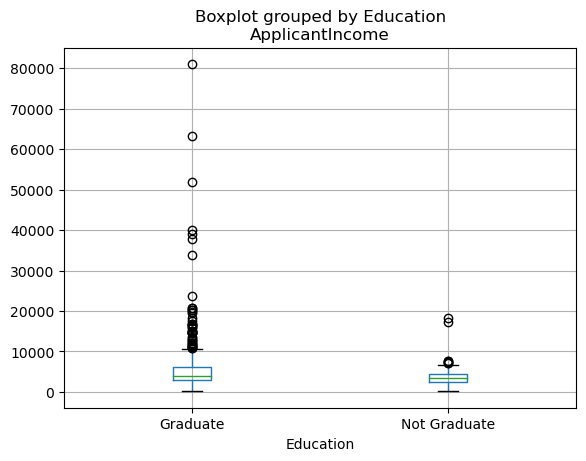 Boxplot grouped by Education
ApplicantIncome
80000
70000
60000
50000
40000
30000
20000
10000
0
Graduate
Not Graduate
Education